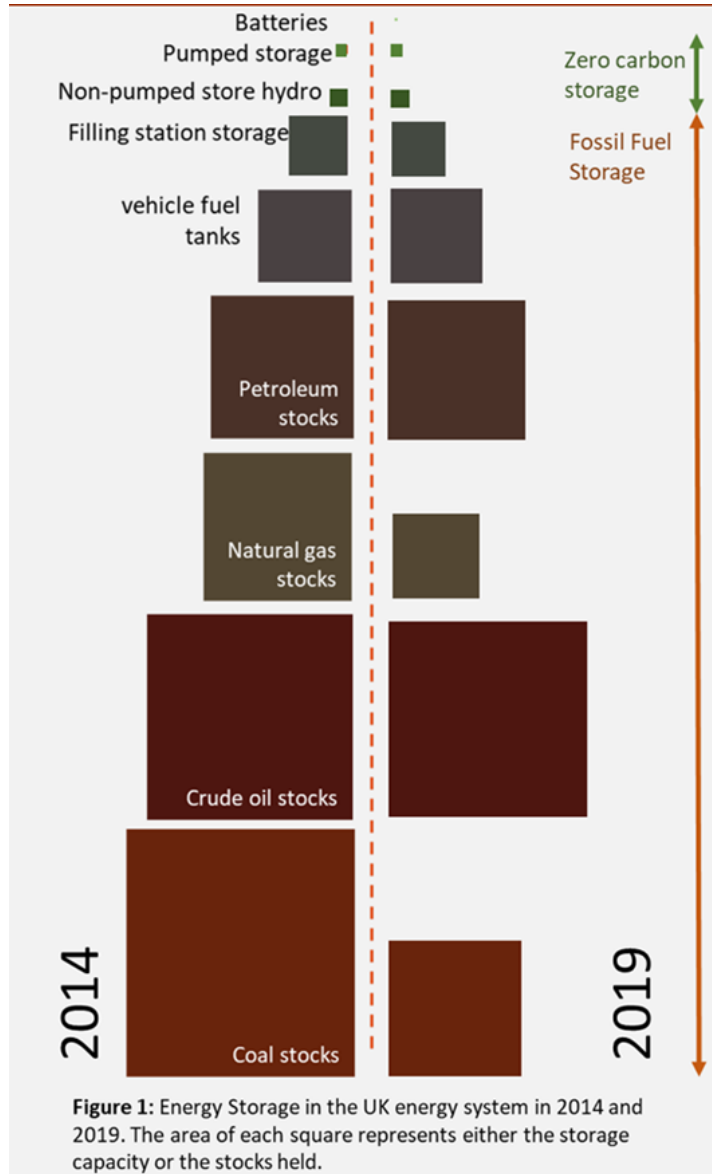 Batteries
Pumped storage
Zero carbon
storage
Non-pumped store hydro
Filling station storage
Fossil Fuel
Storage
vehicle fuel
tanks
Petroleum
stocks
Natural gas
stocks
Crude oil stocks
2014
2019
Coal stocks
Figure 1: Energy Storage in the UK energy system in 2014 and
2019. The area of each square represents either the storage
capacity or the stocks held.